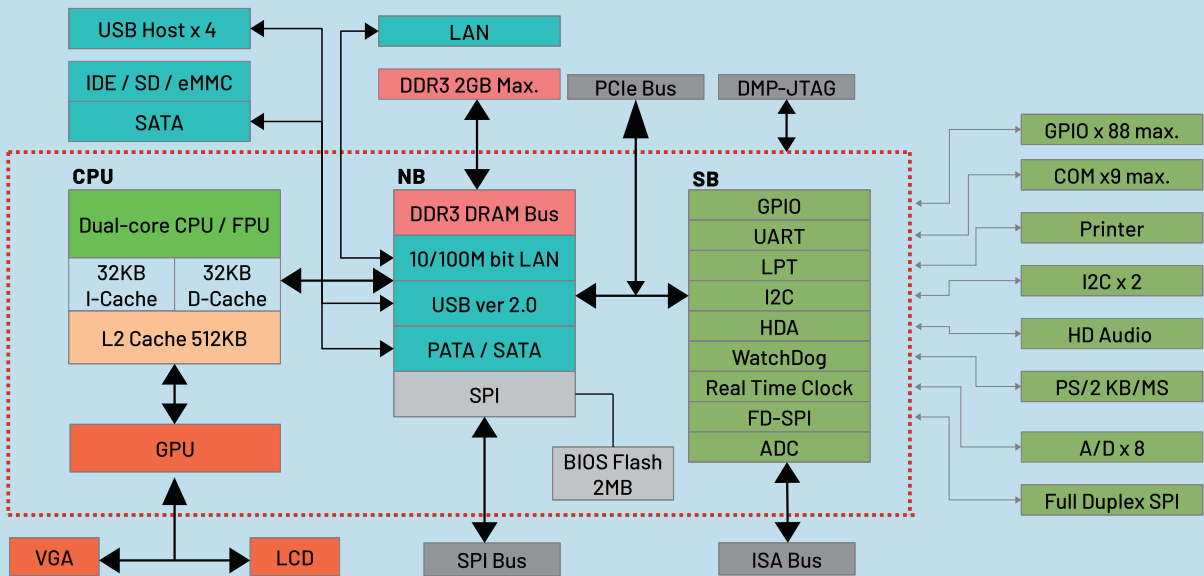 USB Host x 4
LAN
IDE / SD / eMMC
SATA
DDR3 2GB Max.
PCIe Bus
DMP-JTAG
CPU
Dual-core CPU / FPU
32KB
I-Cache
32KB
D-Cache
L2 Cache 512KB
GPU
VGA
LCD
NB
DDR3 DRAM Bus
10/100M bit LAN
USB ver 2.0
PATA / SATA
SPI
BIOS Flash
2MB
SPI Bus
SB
GPIO
UART
LPT
I2C
HDA
WatchDog
Real Time Clock
FD-SPI
ADC
ISA Bus
GPIO x 88 max.
COM x9 max.
Printer
I2C x 2
HD Audio
PS/2 KB/MS
A/D x 8
Full Duplex SPI